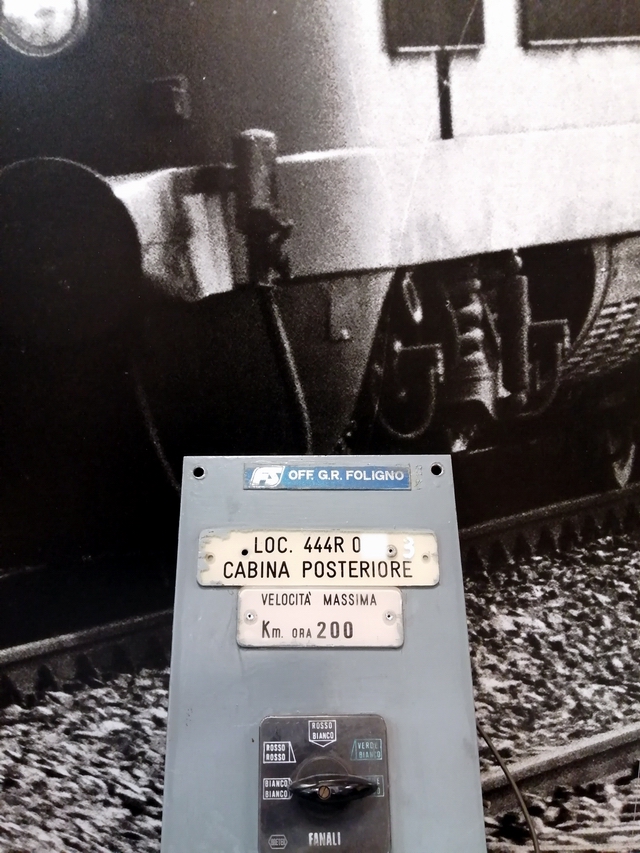 FS OFF. G.R. FOLIGNO
LOC. 444R 0 3
CABINA POSTERIORE
VELOCITÀ MASSIMA
Km. ORA 200
ROSSO
BIANCO
ROSSO
ROSSO
VERDE
BIANCO
BIANCO
BIANCO
FANALI